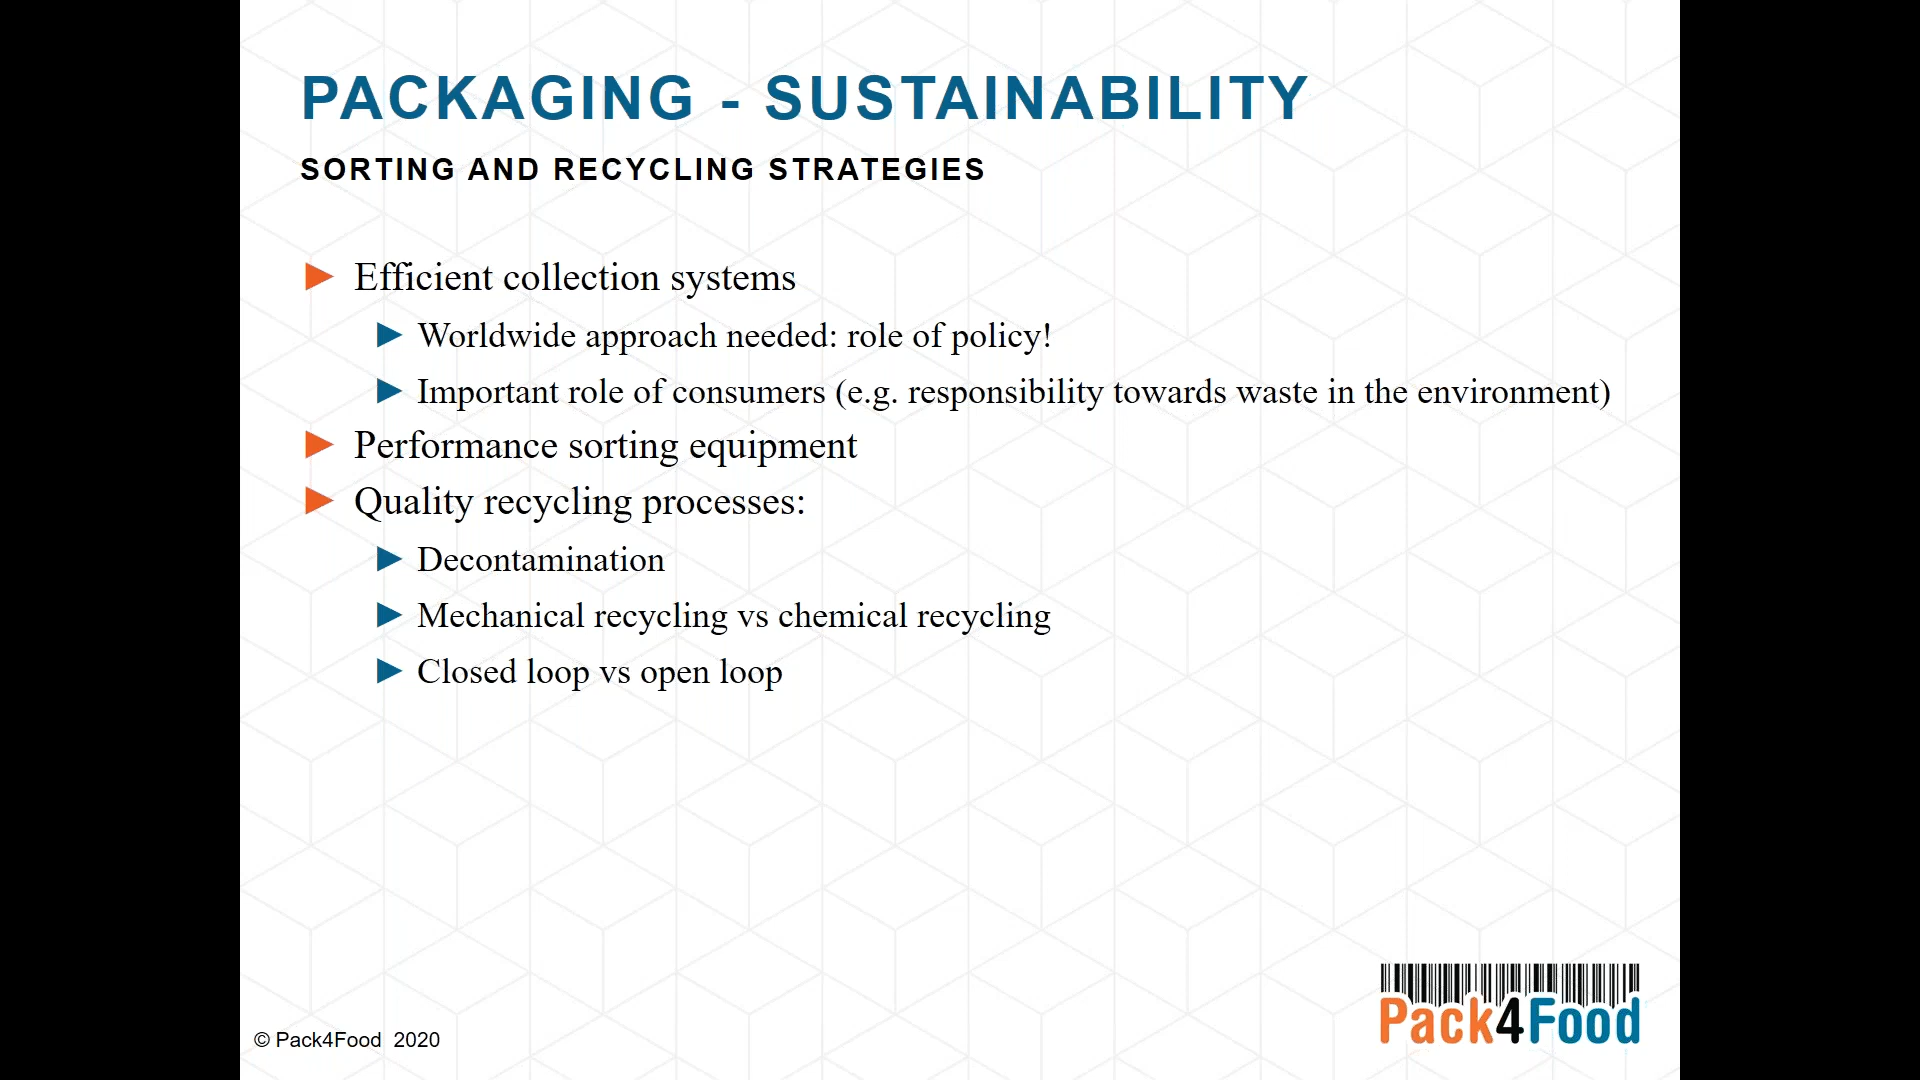 PACKAGING - SUSTAINABILITY
SORTING AND RECYCLING STRATEGIES
Efficient collection systems
Worldwide approach needed: role of policy!
Important role of consumers (e.g. responsibility towards waste in the environment)
Performance sorting equipment
Quality recycling processes:
Decontamination
Mechanical recycling vs chemical recycling
Closed loop vs open loop
© Pack4Food 2020
Pack4Food